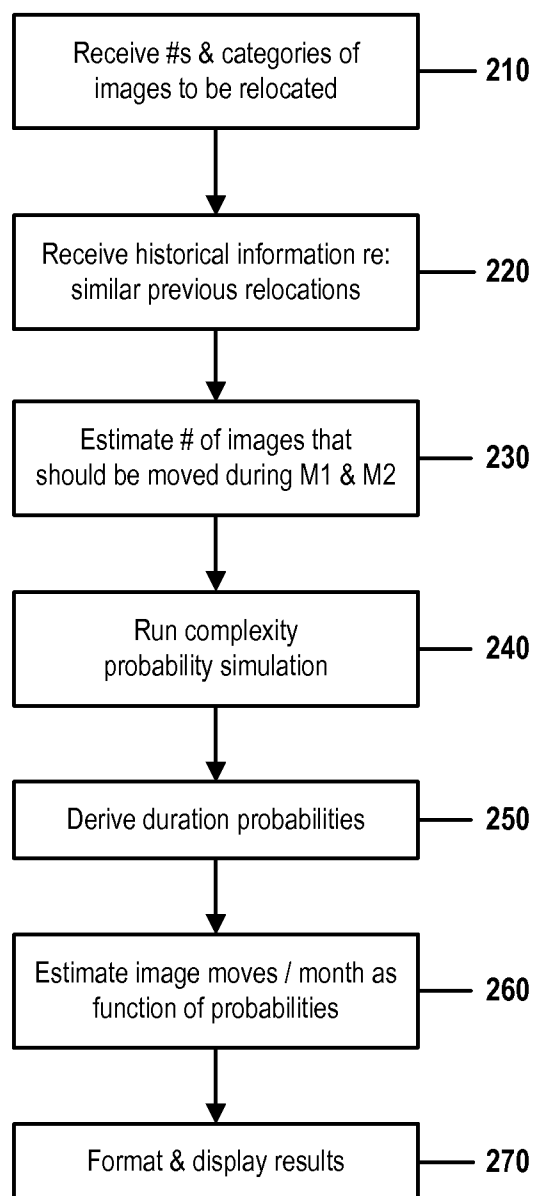 Receive #s & categories of
images to be relocated
210
Receive historical information re:
similar previous relocations
220
Estimate # of images that
should be moved during M1 & M2
230
Run complexity
probability simulation
240
Derive duration probabilities
250
Estimate image moves / month as
function of probabilities
260
Format & display results
270